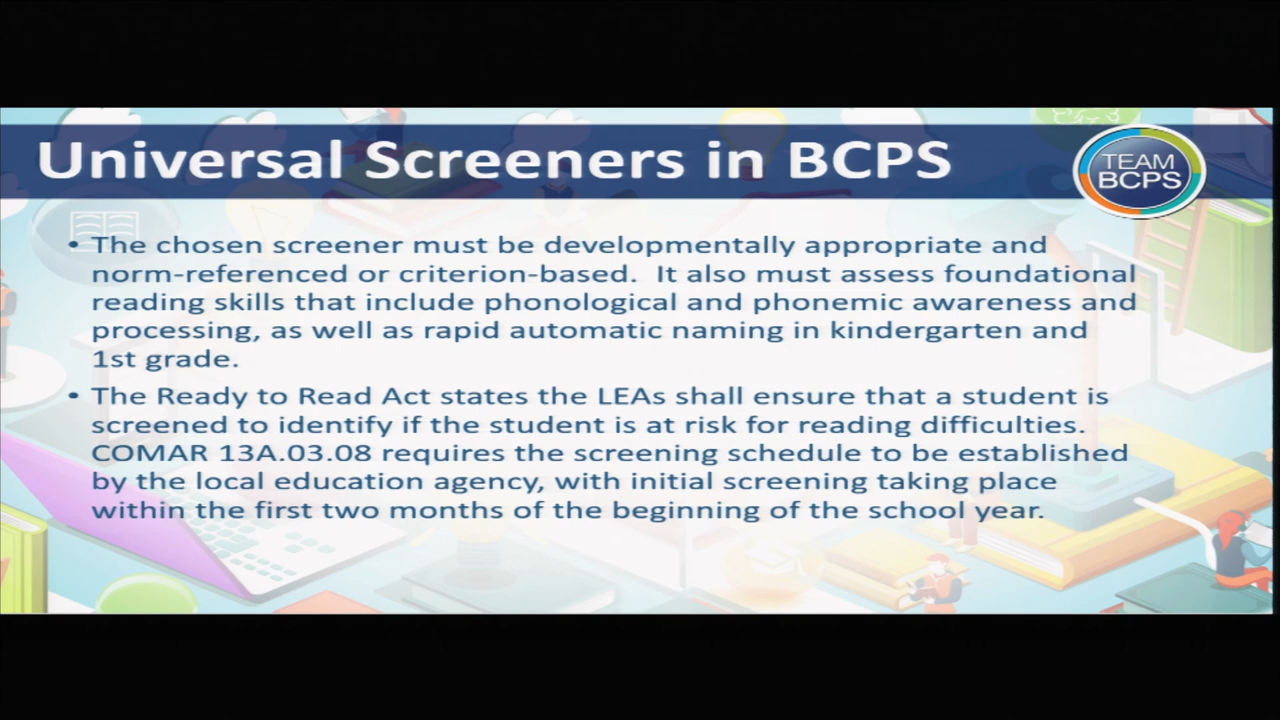 Universal Screeners in BCPS
TEAM
BCPS
• The chosen screener must be developmentally appropriate and
norm-referenced or criterion-based.  It also must assess foundational
reading skills that include phonological and phonemic awareness and
processing, as well as rapid automatic naming in kindergarten and
1st grade.
• The Ready to Read Act states the LEAs shall ensure that a student is
screened to identify if the student is at risk for reading difficulties.
COMAR 13A.03.08 requires the screening schedule to be established
by the local education agency, with initial screening taking place
within the first two months of the beginning of the school year.